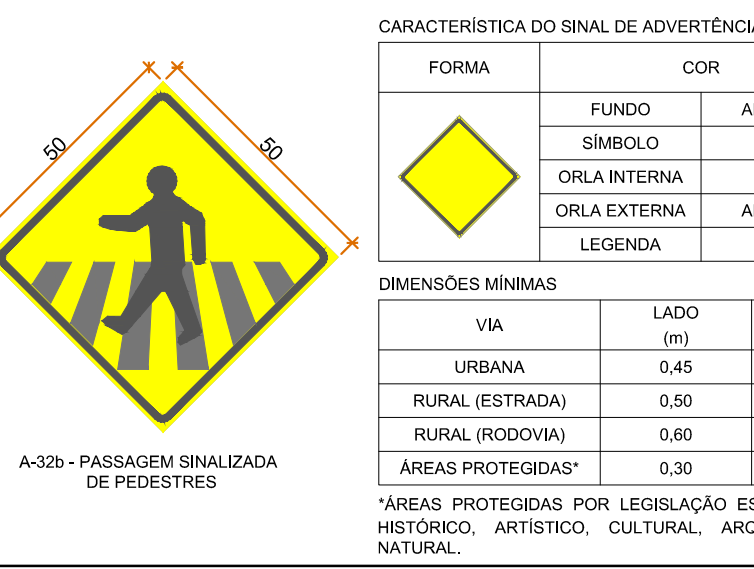 50
50
A-32b - PASSAGEM SINALIZADA
DE PEDESTRES
CARACTERÍSTICA DO SINAL DE ADVERTÊNCIA
FORMA COR
FUNDO
SÍMBOLO
ORLA INTERNA
ORLA EXTERNA
LEGENDA
DIMENSÕES MÍNIMAS
VIA LADO
(m)
URBANA 0,45
RURAL (ESTRADA) 0,50
RURAL (RODOVIA) 0,60
ÁREAS PROTEGIDAS* 0,30
*ÁREAS PROTEGIDAS POR LEGISLAÇÃO
HISTÓRICO, ARTÍSTICO, CULTURAL,
NATURAL.